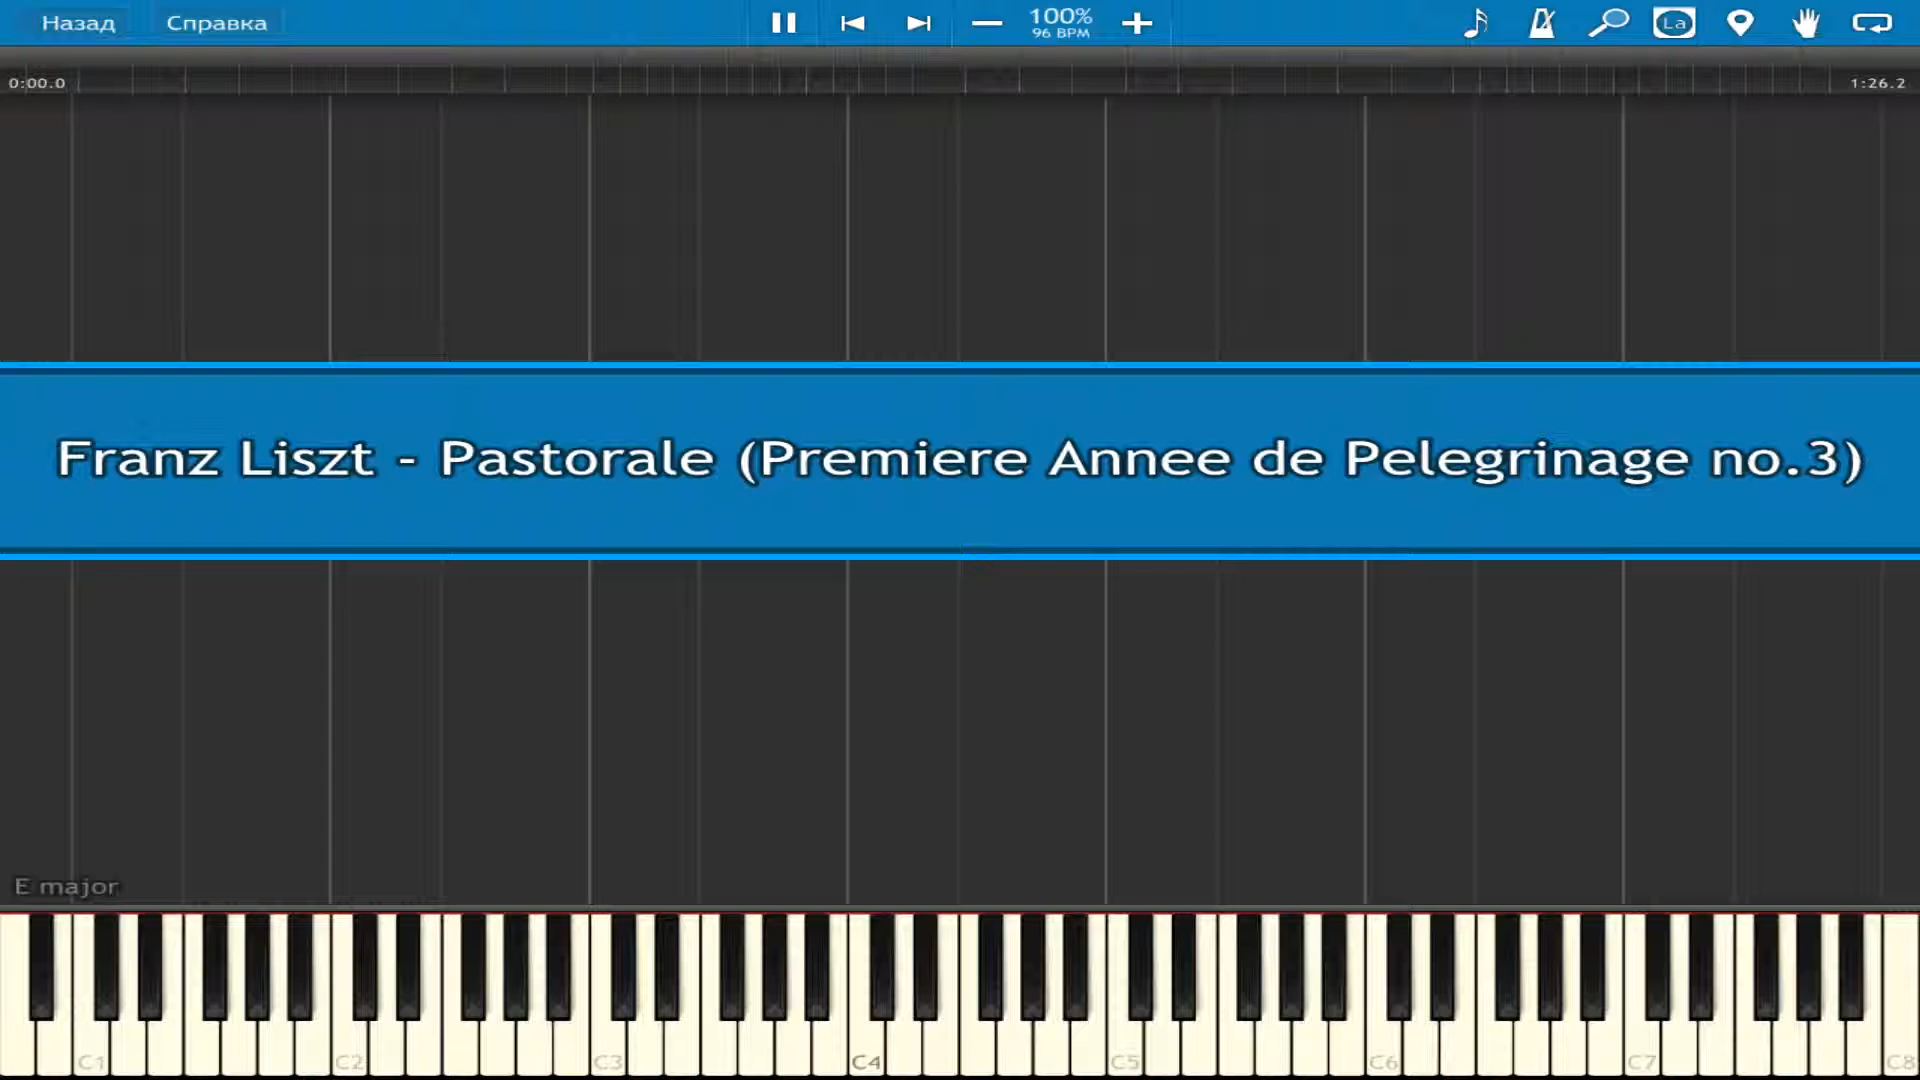 Назад Справка 100% La
96 BPM
0:00.0 1:26.2
Franz Liszt - Pastorale (Premiere Annee de Pelegrinage no.3)
E major
C1 C2 C3 C4 C5 C6 C7 C8